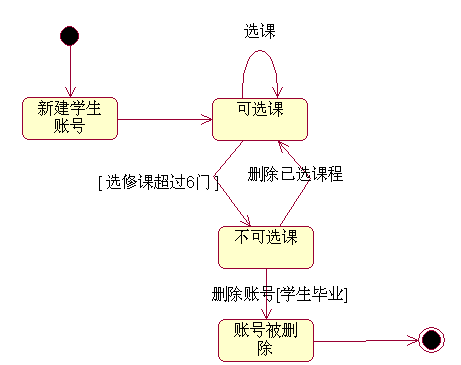 选课
新建学生
账号
可选课
[ 选修课超过6门 ]
删除已选课程
不可选课
删除账号[学生毕业]
账号被删
除